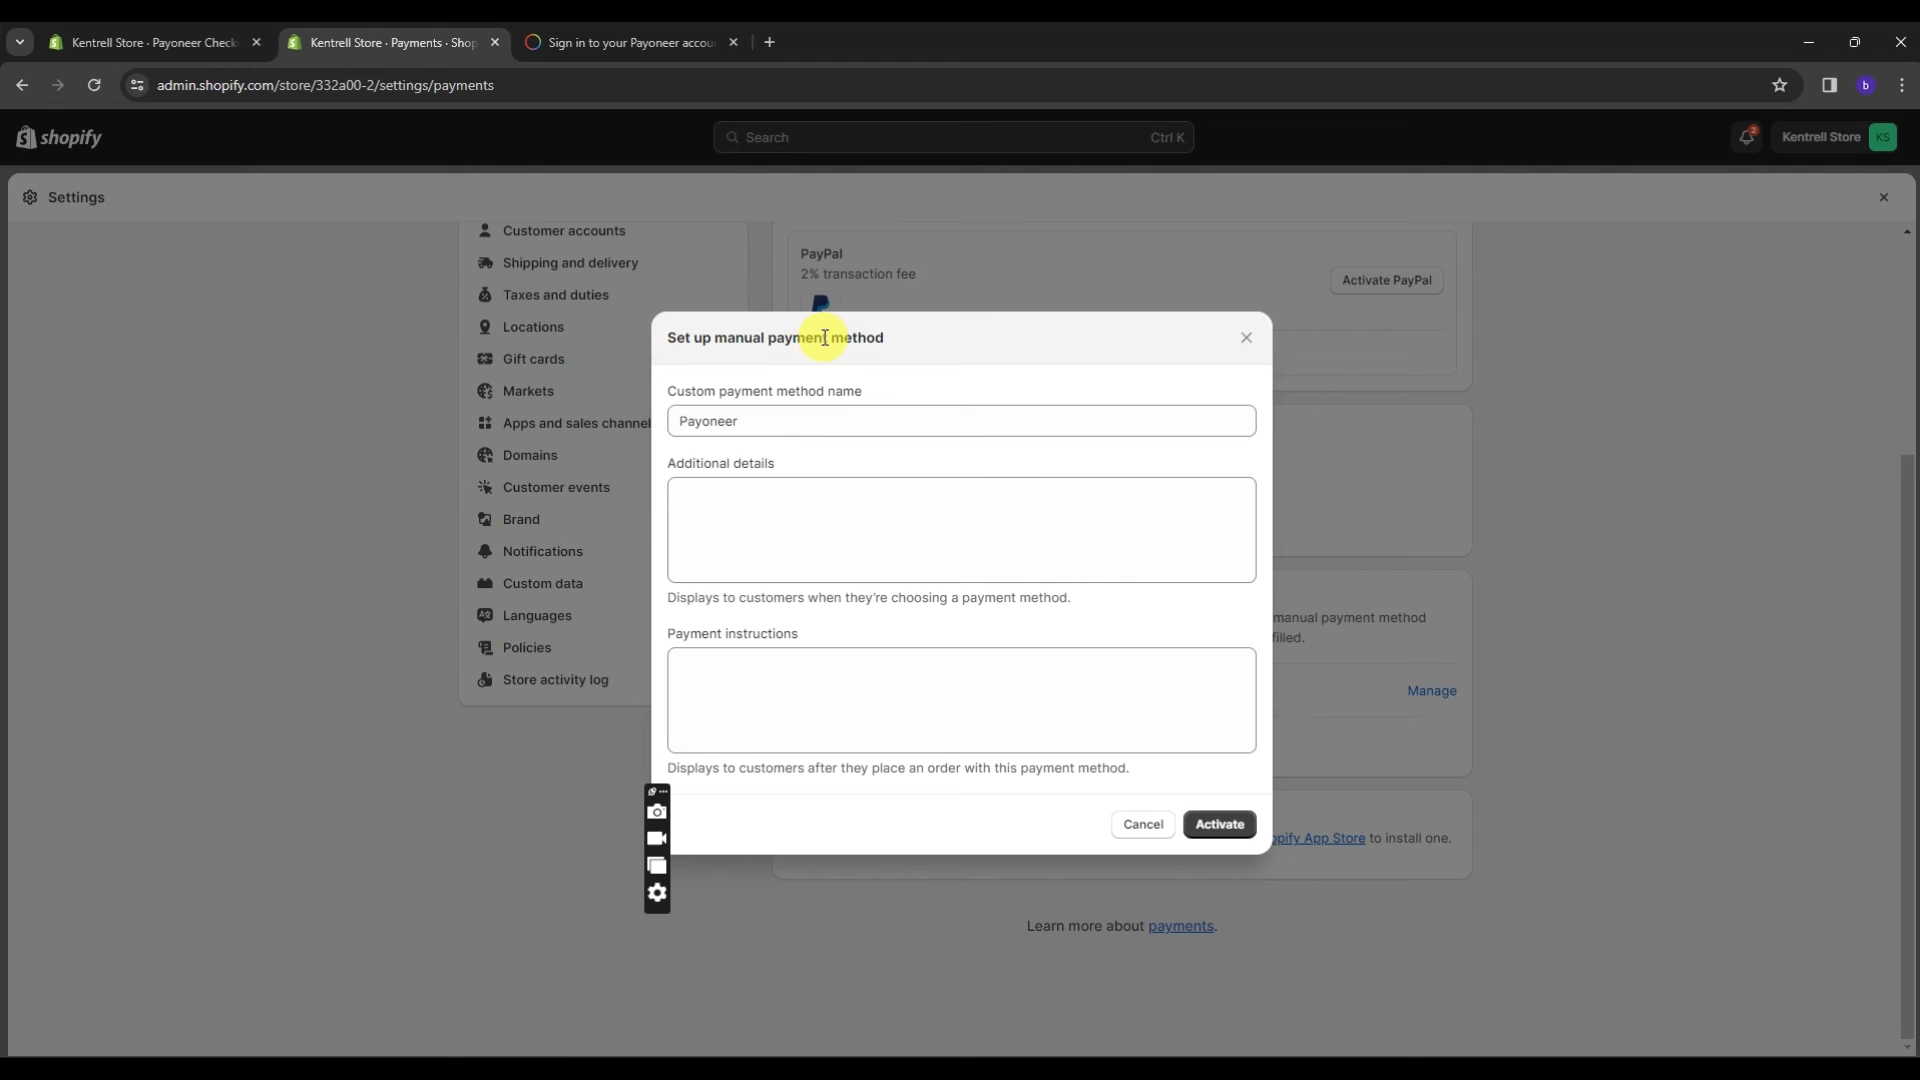 Kentrell Store · Payoneer Check
Kentrell Store · Payments · Shop
Sign in to your Payoneer accou
admin.shopify.com/store/332a00-2/settings/payments
b
shopify
Search
Ctrl K
2
Kentrell Store
KS
Settings
Customer accounts
Shipping and delivery
Taxes and duties
Locations
Gift cards
Markets
Apps and sales channel
Domains
Customer events
Brand
Notifications
Custom data
Languages
Policies
Store activity log
PayPal
2% transaction fee
Activate PayPal
Set up manual payment method
Custom payment method name
Payoneer
Additional details
Displays to customers when they're choosing a payment method.
Payment instructions
Displays to customers after they place an order with this payment method.
Cancel
Activate
manual payment method
filled.
Manage
opify App Store to install one.
Learn more about payments.